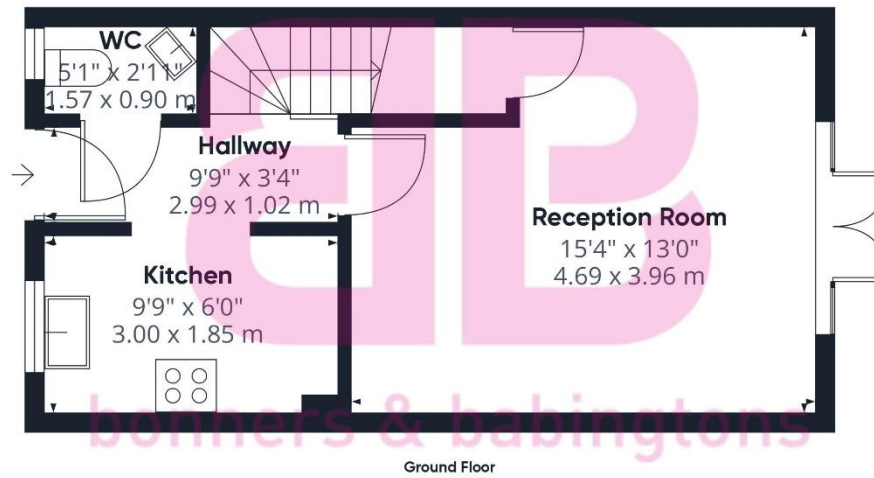 WC
5'1" x 2'11"
1.57 x 0.90 m
Hallway
9'9" x 3'4"
2.99 x 1.02 m
Reception Room
15'4" x 13'0"
4.69 x 3.96 m
Kitchen
9'9" x 6'0"
3.00 x 1.85 m
BB
bonners & babingtons
Ground Floor